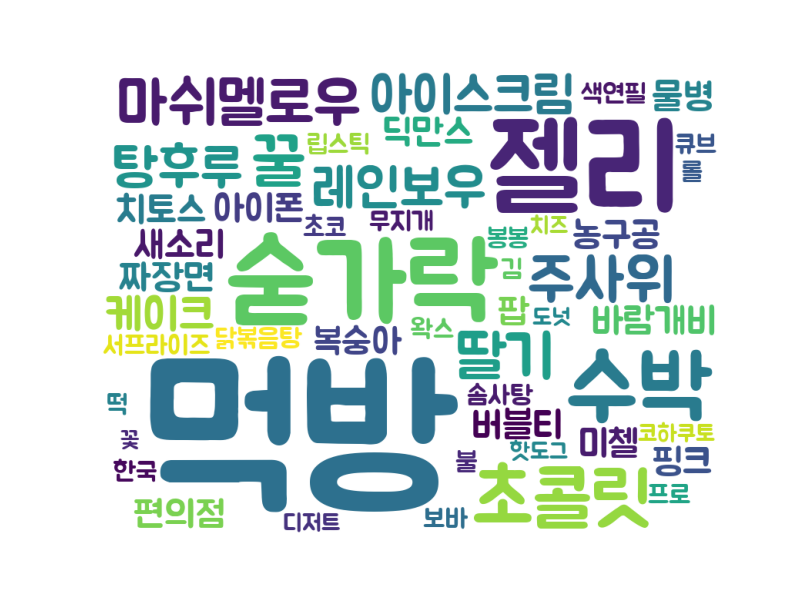 마쉬멜로우 아이스크림 색연필 물병
탕후루 꿀 립스틱 딕만스 젤리 큐브
레인보우 롤
치토스 아이폰 초코 무지개 봉봉 치즈 농구공
새소리 숟가락 김 주사위
짜장면
케이크 팝 도넛 바람개비
서프라이즈 닭볶음탕 복숭아 왁스 딸기
떡 먹방 솜사탕 수박
꽃 버블티 미첼 코하쿠토
한국 불 핫도그 핑크
편의점 디저트 보바 초콜릿 프로